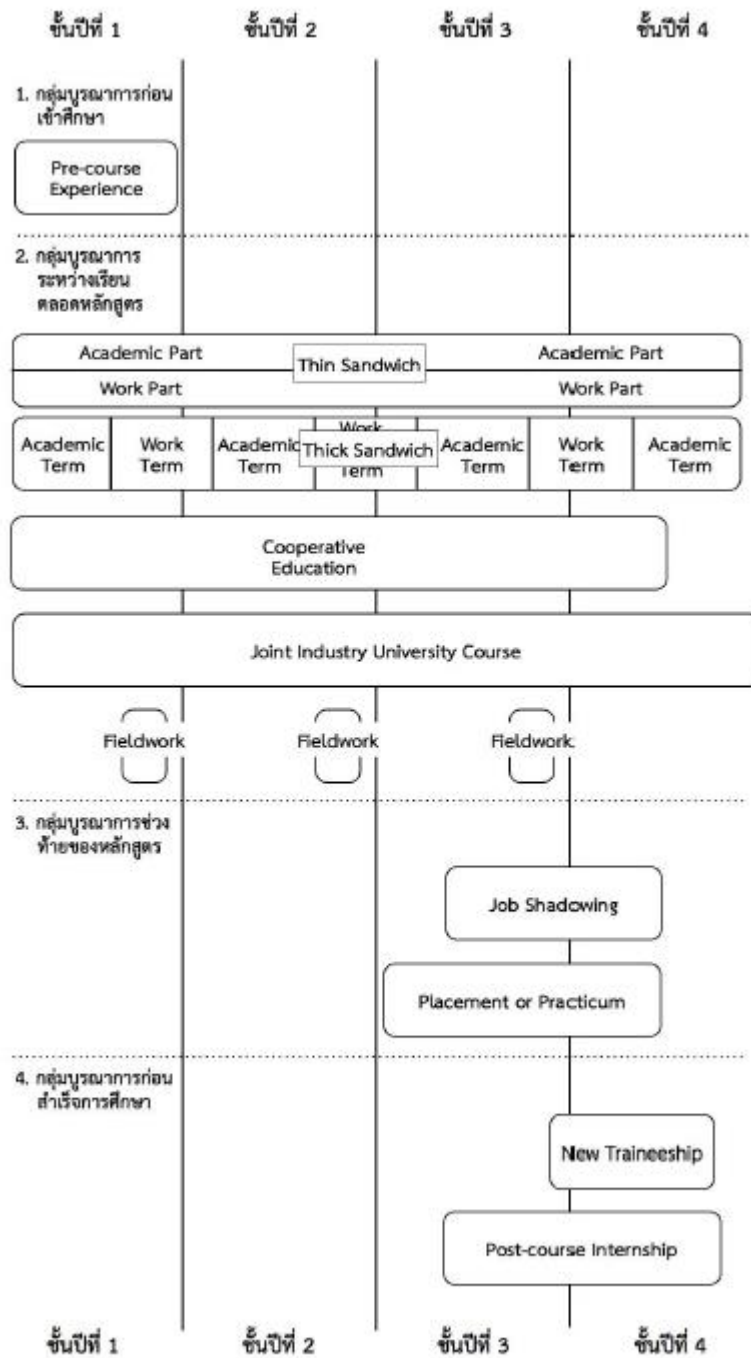 ชั้นปีที่ 1 ชั้นปีที่ 2 ชั้นปีที่ 3 ชั้นปีที่ 4
1. กลุ่มบูรณาการก่อน
เข้าศึกษา
Pre-course
Experience
2. กลุ่มบูรณาการ
ระหว่างเรียน
ตลอดหลักสูตร
Academic Part Thin Sandwich Academic Part
Work Part Work Part
Academic Term
Work Term
Academic Term
Work Term
Thick Sandwich
Academic Term
Work Term
Academic Term
Cooperative
Education
Joint Industry University Course
Fieldwork Fieldwork Fieldwork
3. กลุ่มบูรณาการช่วง
ท้ายของหลักสูตร
Job Shadowing
Placement or Practicum
4. กลุ่มบูรณาการก่อน
สำเร็จการศึกษา
New Traineeship
Post-course Internship
ชั้นปีที่ 1 ชั้นปีที่ 2 ชั้นปีที่ 3 ชั้นปีที่ 4